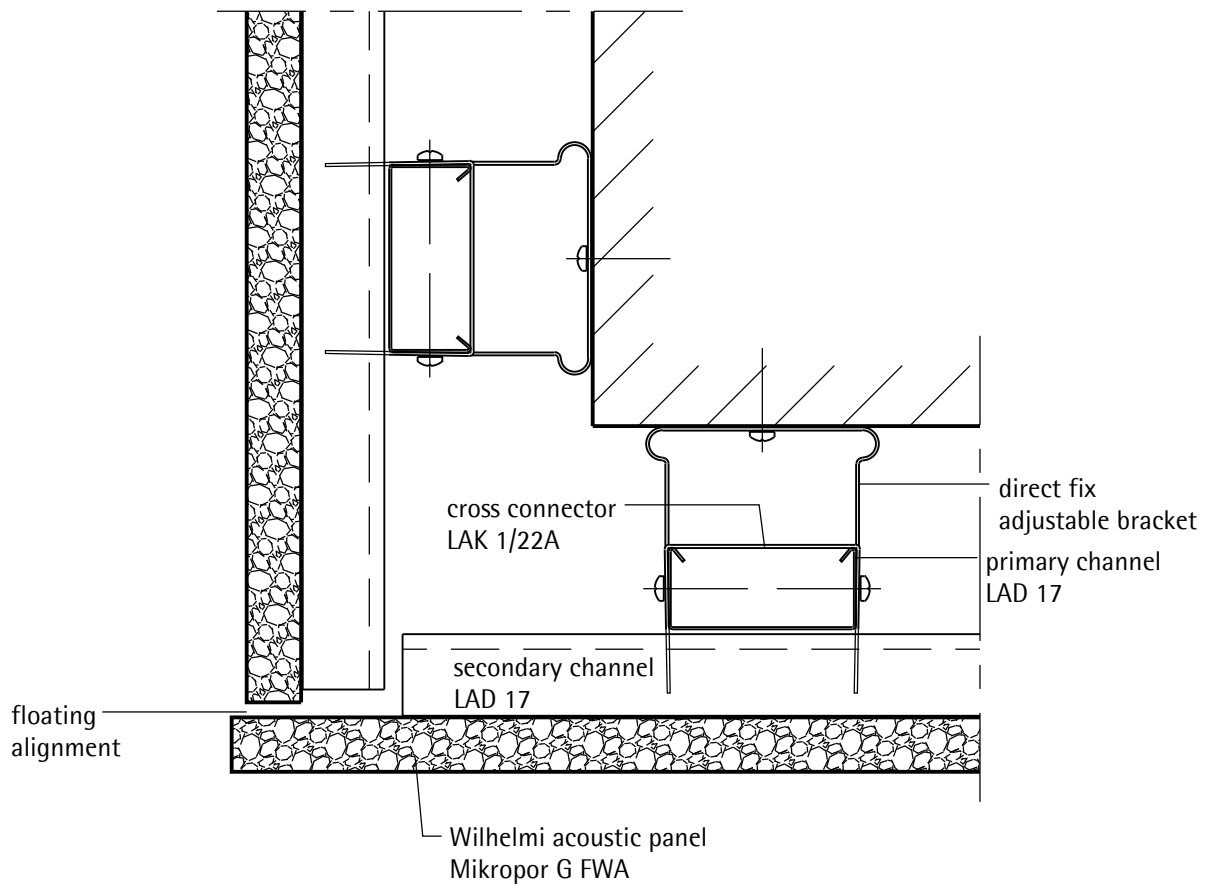 cross connector
LAK 1/22A
direct fix
adjustable bracket
primary channel
LAD 17
secondary channel
LAD 17
floating
alignment
Wilhelmi acoustic panel
Mikropor G FWA